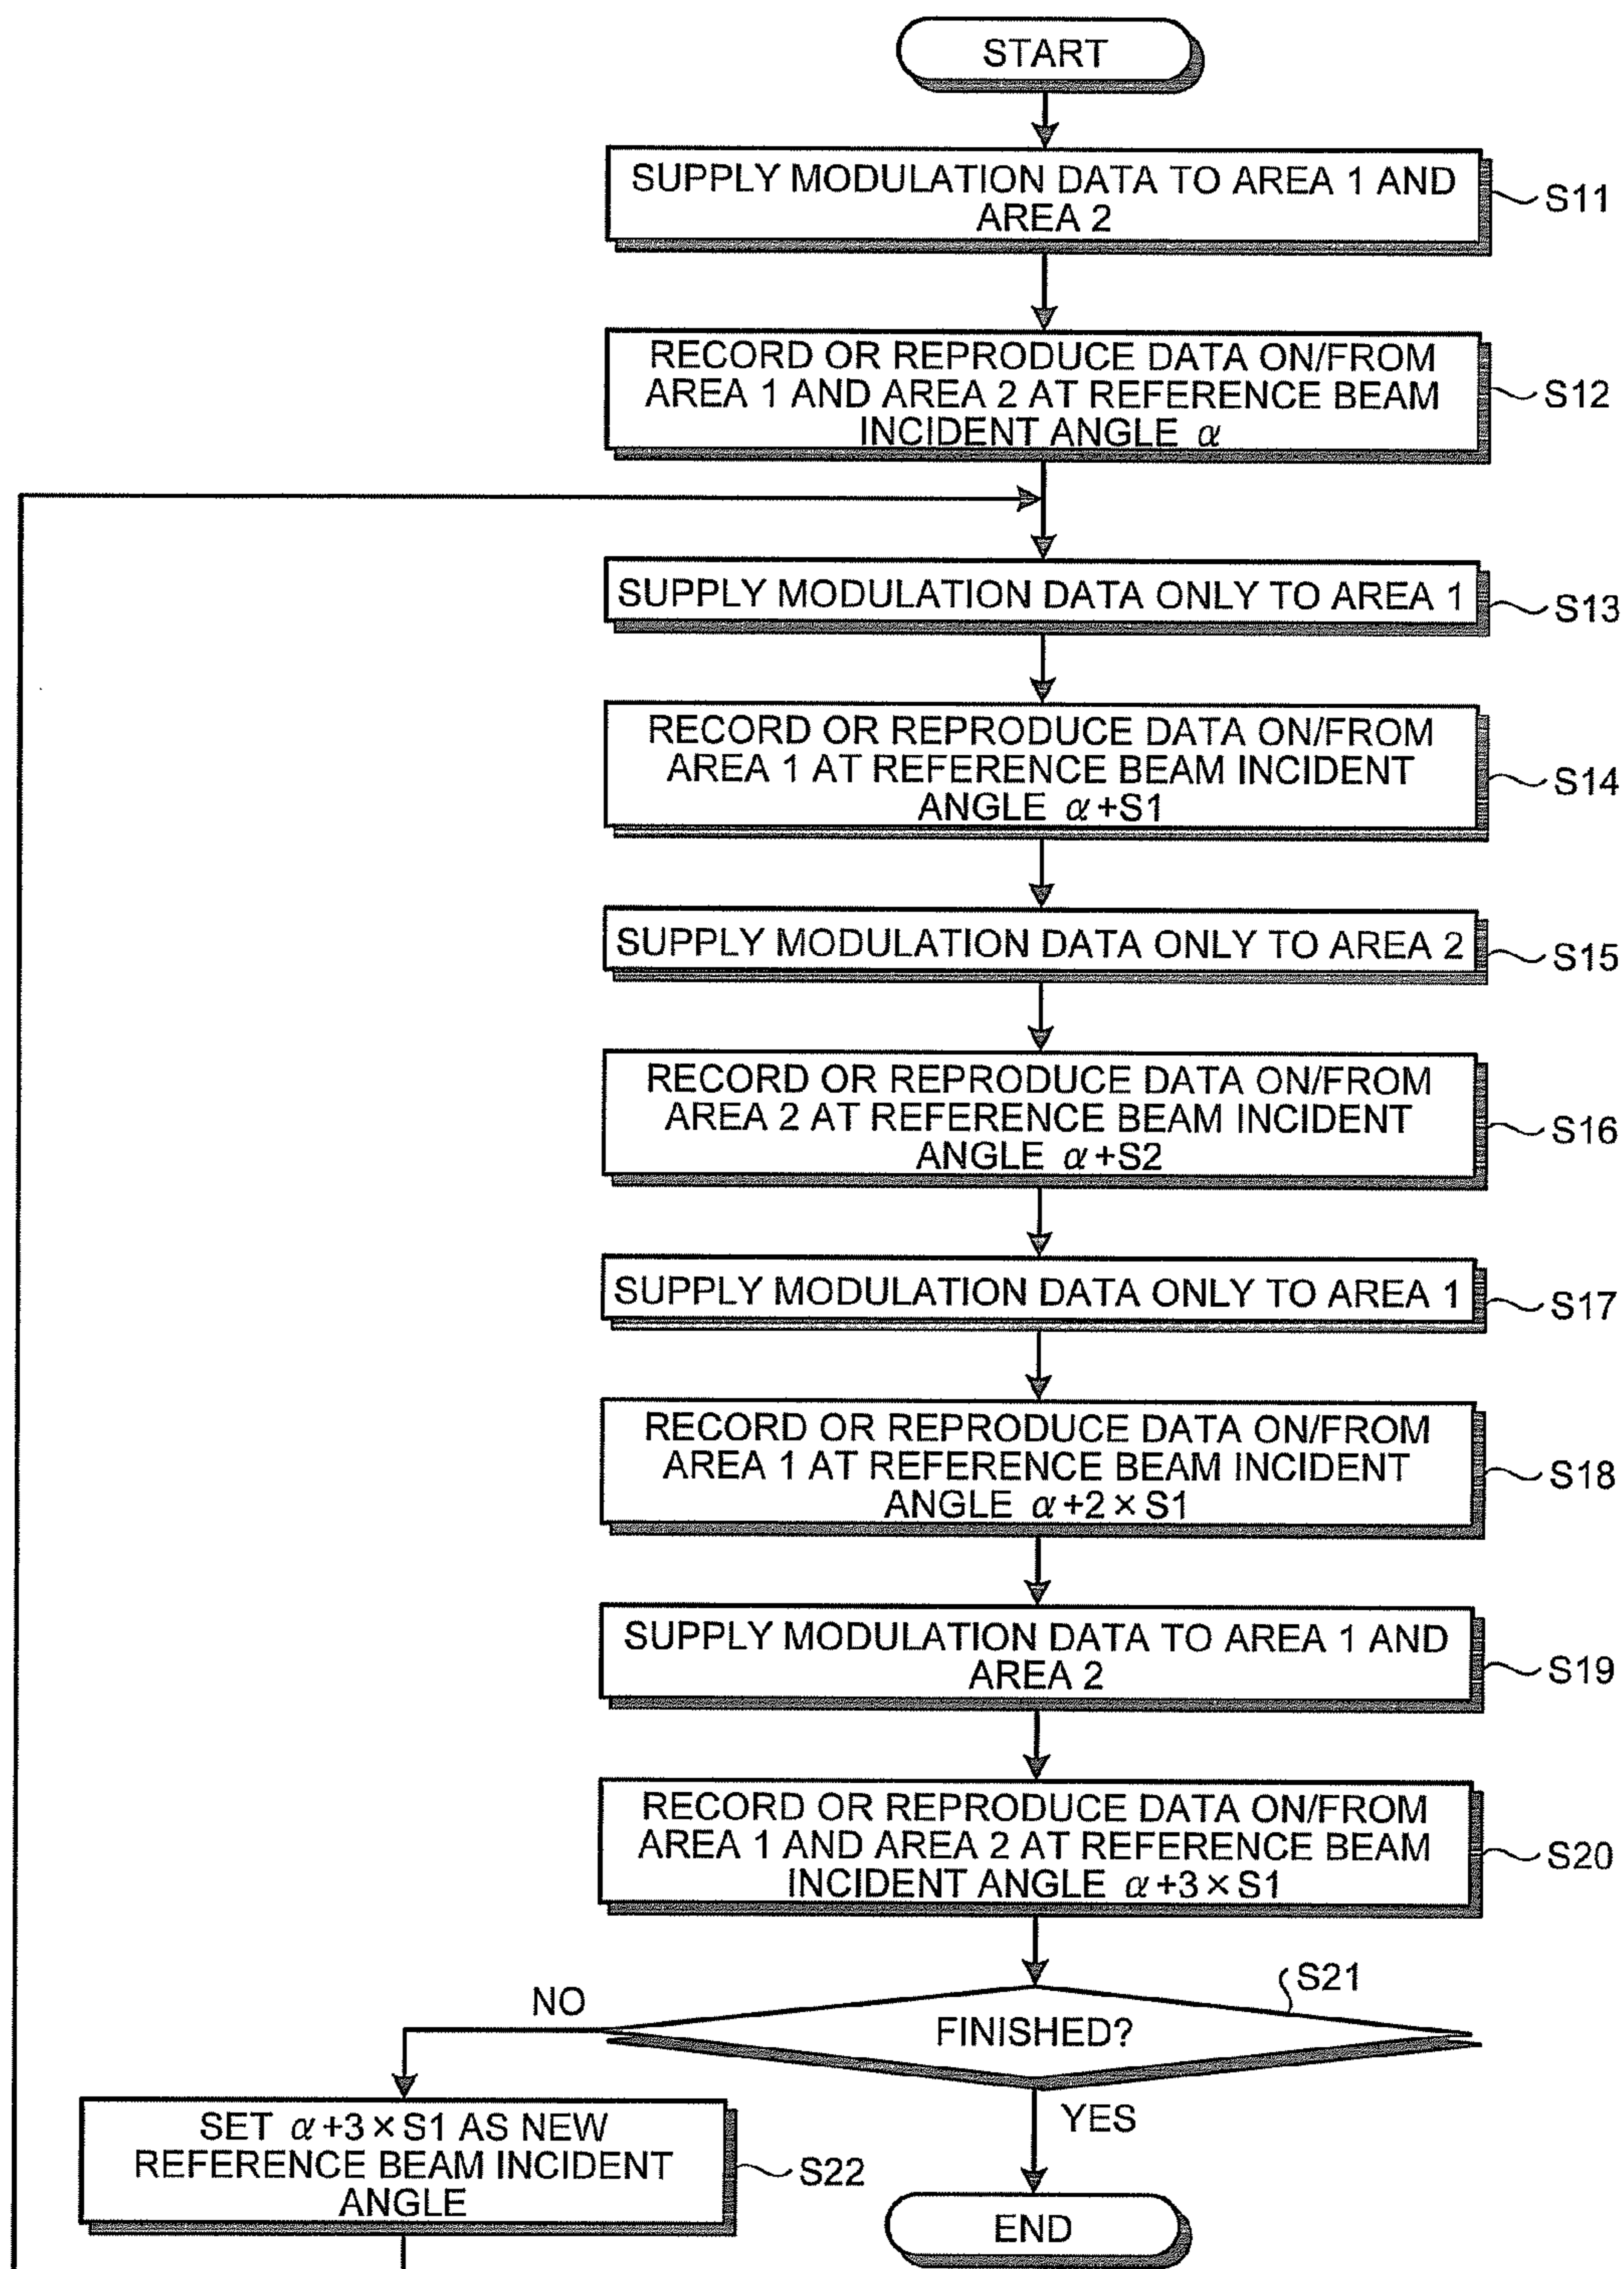 START
SUPPLY MODULATION DATA TO AREA 1 AND
AREA 2
S11
RECORD OR REPRODUCE DATA ON/FROM
AREA 1 AND AREA 2 AT REFERENCE BEAM
INCIDENT ANGLE α
S12
SUPPLY MODULATION DATA ONLY TO AREA 1
S13
RECORD OR REPRODUCE DATA ON/FROM
AREA 1 AT REFERENCE BEAM INCIDENT
ANGLE α+S1
S14
SUPPLY MODULATION DATA ONLY TO AREA 2
S15
RECORD OR REPRODUCE DATA ON/FROM
AREA 2 AT REFERENCE BEAM INCIDENT
ANGLE α+S2
S16
SUPPLY MODULATION DATA ONLY TO AREA 1
S17
RECORD OR REPRODUCE DATA ON/FROM
AREA 1 AT REFERENCE BEAM INCIDENT
ANGLE α+2×S1
S18
SUPPLY MODULATION DATA TO AREA 1 AND
AREA 2
S19
RECORD OR REPRODUCE DATA ON/FROM
AREA 1 AND AREA 2 AT REFERENCE BEAM
INCIDENT ANGLE α+3×S1
S20
S21
NO
FINISHED?
YES
SET α+3×S1 AS NEW
REFERENCE BEAM INCIDENT
ANGLE
S22
END